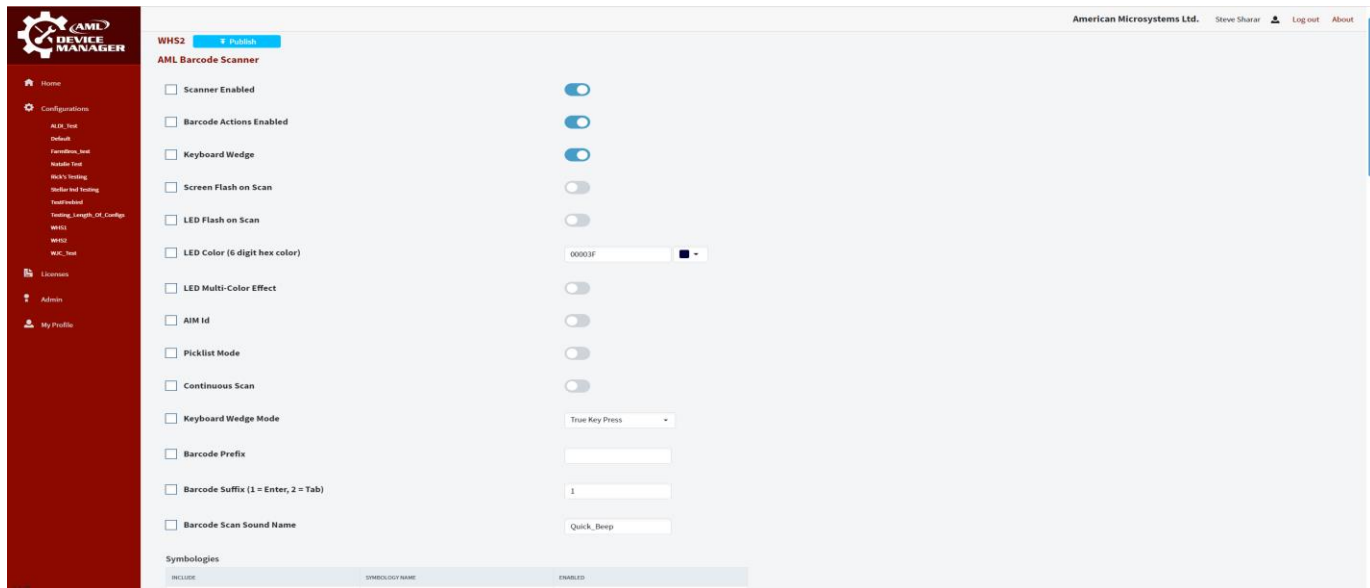 AML
DEVICE
MANAGER
American Microsystems Ltd. Steve Sharar Log out About
Home
Configurations
ALDI_Test
Default
FarmBros_test
Natalie Test
Rick's Testing
Stellar Ind Testing
TestFirebird
Testing_Length_Of_Configs
WHS1
WHS2
WJC_Test
Licenses
Admin
My Profile
WHS2 Publish
AML Barcode Scanner
Scanner Enabled
Barcode Actions Enabled
Keyboard Wedge
Screen Flash on Scan
LED Flash on Scan
LED Color (6 digit hex color) 00003F
LED Multi-Color Effect
AIM Id
Picklist Mode
Continuous Scan
Keyboard Wedge Mode True Key Press
Barcode Prefix
Barcode Suffix (1 = Enter, 2 = Tab) 1
Barcode Scan Sound Name Quick_Beep
Symbologies
INCLUDE SYMBOLOGY NAME ENABLED